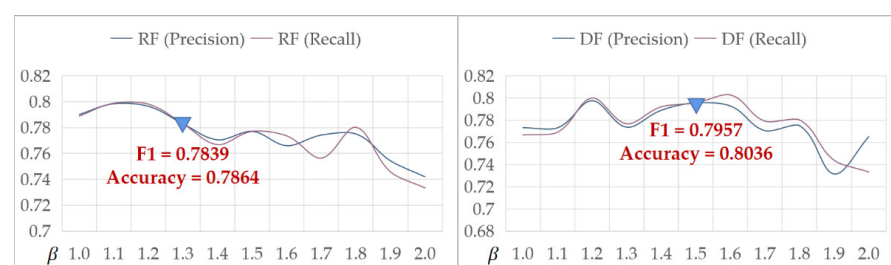 RF (Precision) RF (Recall)
0.82
0.8
0.78
0.76
0.74
0.72
0.7
F1 = 0.7839
Accuracy = 0.7864
β 1.0 1.1 1.2 1.3 1.4 1.5 1.6 1.7 1.8 1.9 2.0
DF (Precision) DF (Recall)
0.82
0.8
0.78
0.76
0.74
0.72
0.7
0.68
F1 = 0.7957
Accuracy = 0.8036
β 1.0 1.1 1.2 1.3 1.4 1.5 1.6 1.7 1.8 1.9 2.0